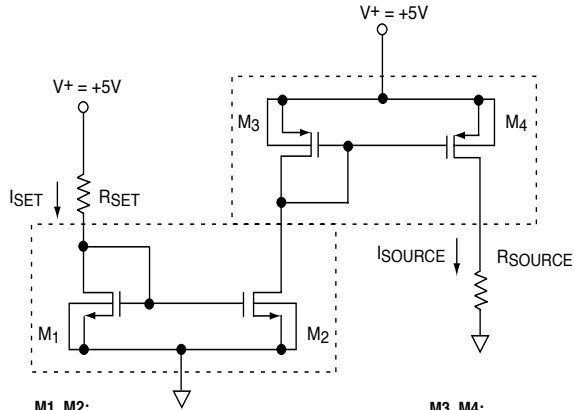 V+ = +5V
V+ = +5V
M3
M4
ISET
RSET
ISOURCE
RSOURCE
M1
M2
M1, M2:
M3, M4: